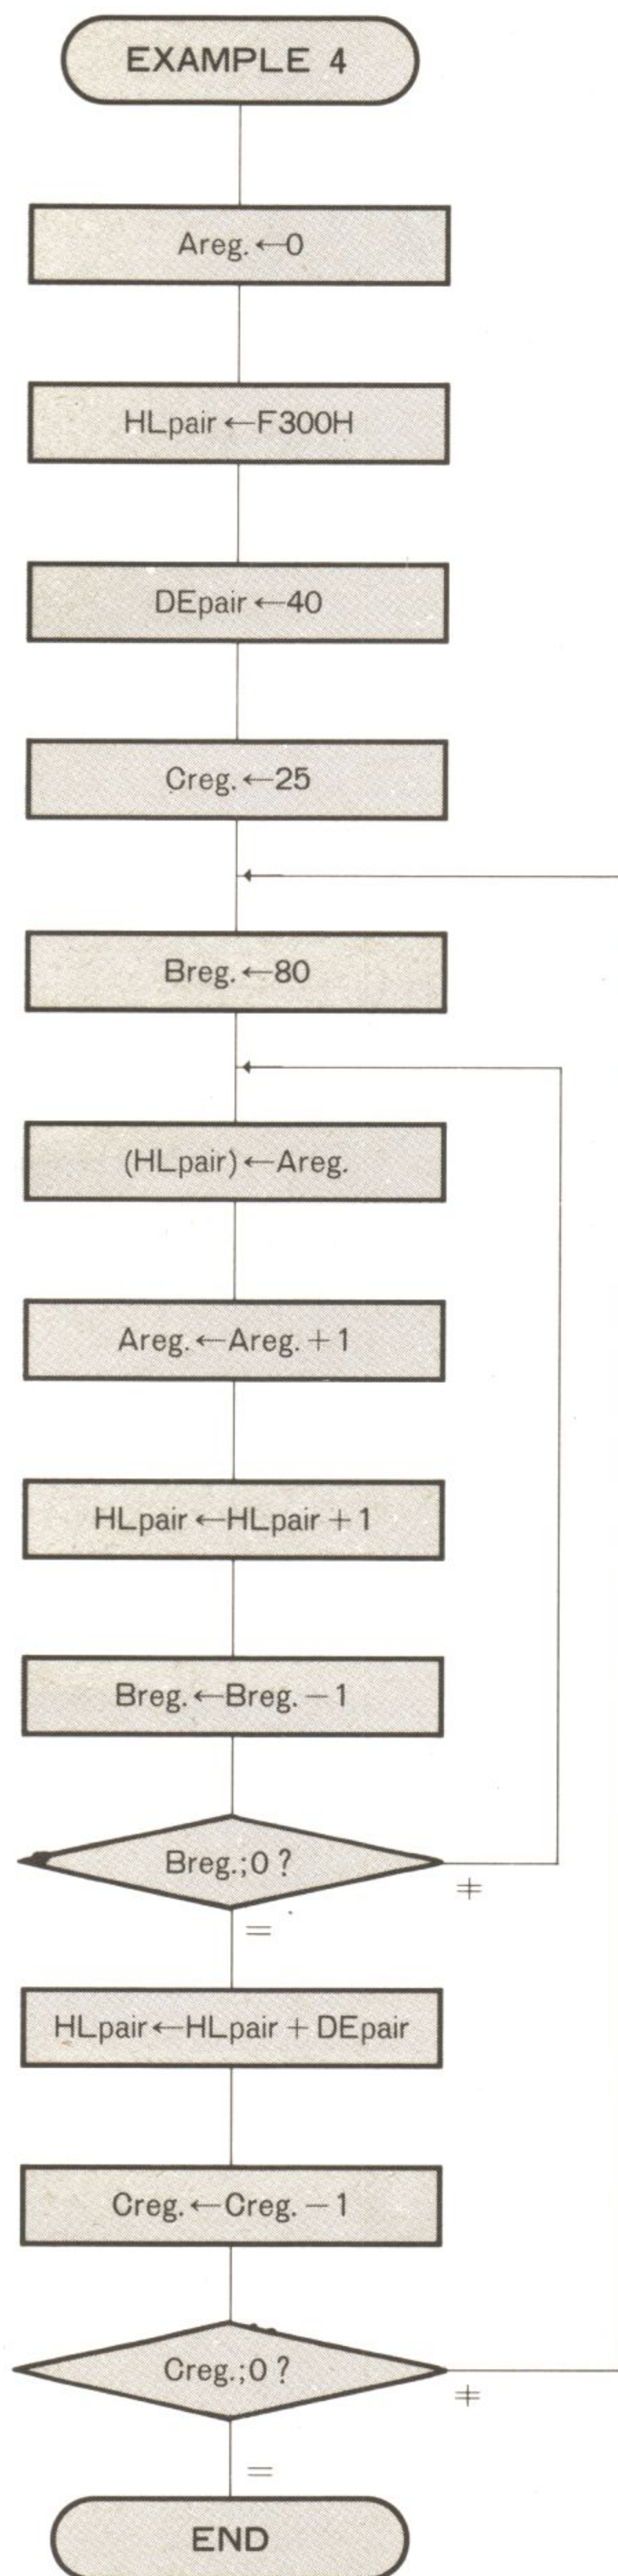 EXAMPLE 4
Areg.←0
HLpair←F300H
DEpair←40
Creg.←25
Breg.←80
(HLpair)←Areg.
Areg.←Areg.+1
HLpair←HLpair+1
Breg.←Breg.−1
Breg.;0?
≠
=
HLpair←HLpair+DEpair
Creg.←Creg.−1
Creg.;0?
≠
=
END